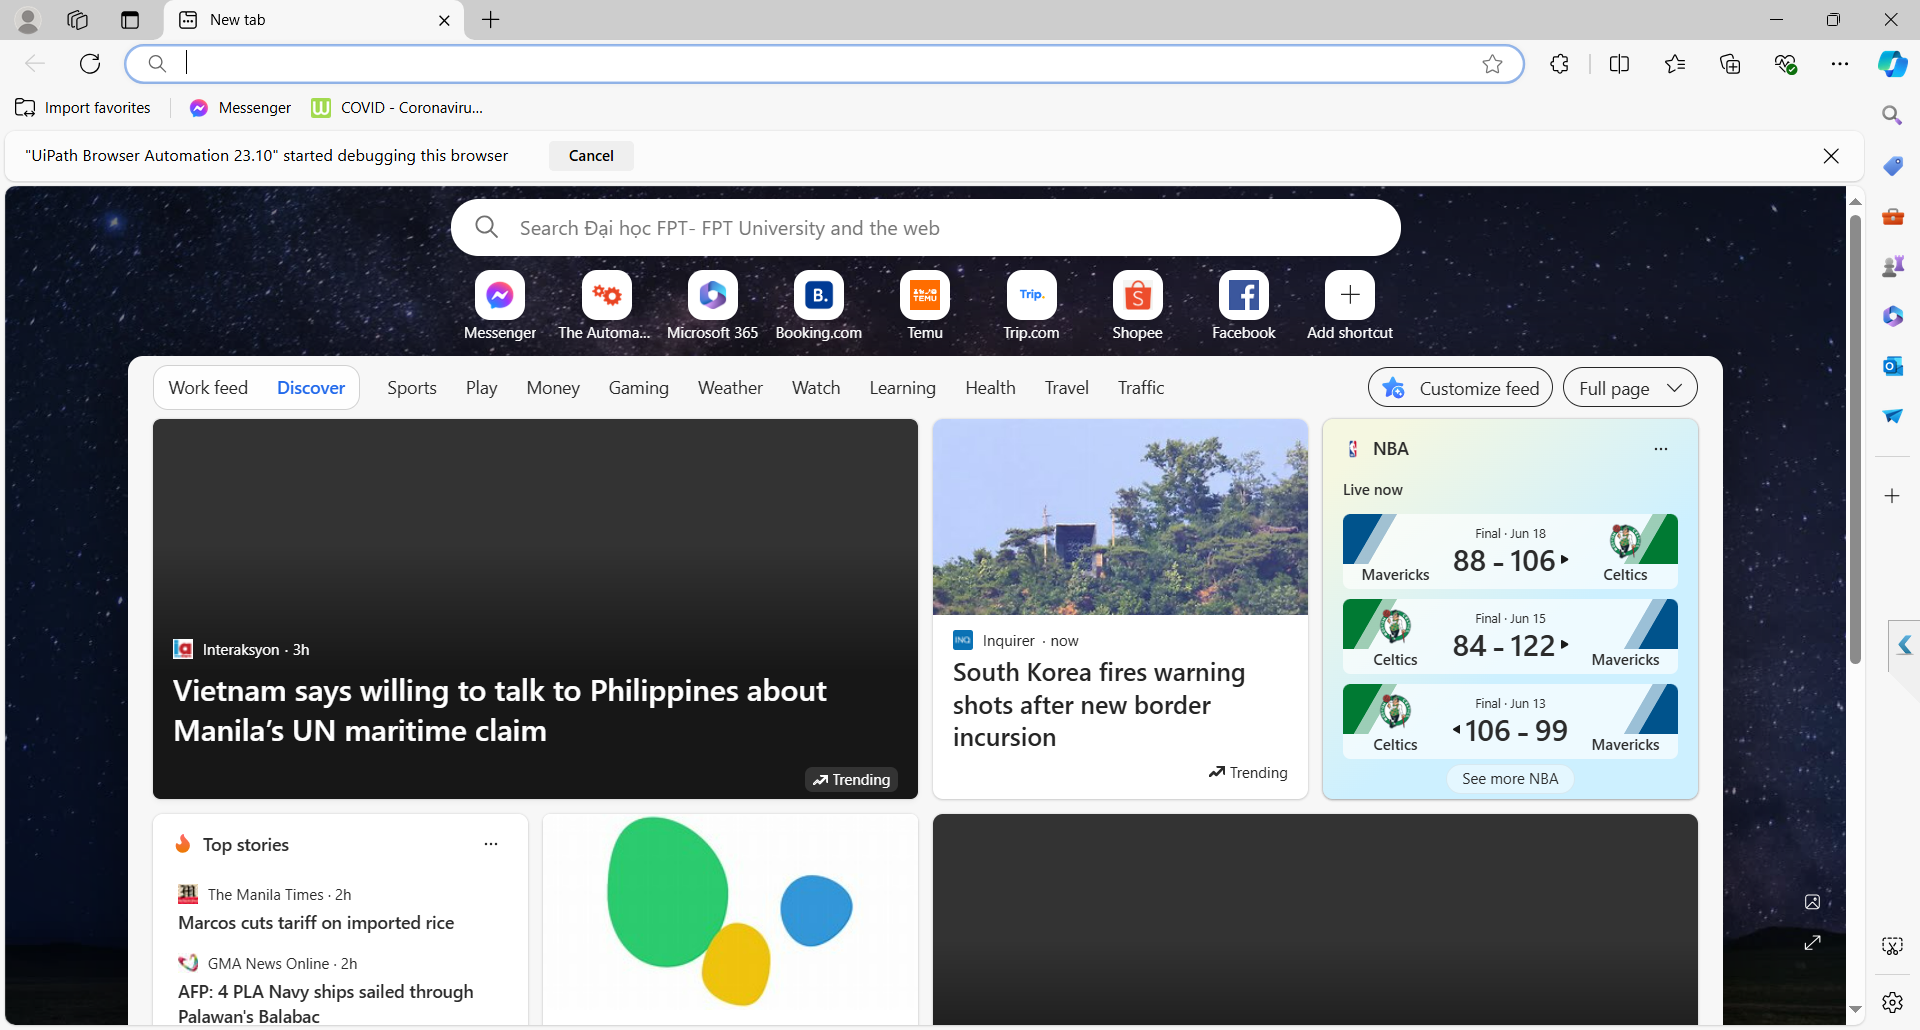 New tab
Import favorites
Messenger
COVID - Coronaviru...
"UiPath Browser Automation 23.10" started debugging this browser
Cancel
Search Đại học FPT- FPT University and the web
Messenger
The Automa...
Microsoft 365
B.
Booking.com
TEMU
Temu
Trip.
Trip.com
Shopee
Facebook
Add shortcut
Work feed
Discover
Sports
Play
Money
Gaming
Weather
Watch
Learning
Health
Travel
Traffic
Customize feed
Full page
Interaksyon · 3h
Vietnam says willing to talk to Philippines about
Manila’s UN maritime claim
Trending
INQ
Inquirer · now
South Korea fires warning
shots after new border
incursion
Trending
NBA
Live now
Final · Jun 18
88 - 106
Mavericks
Celtics
Final · Jun 15
84 - 122
Celtics
Mavericks
Final · Jun 13
106 - 99
Celtics
Mavericks
See more NBA
Top stories
The Manila Times · 2h
Marcos cuts tariff on imported rice
GMA News Online · 2h
AFP: 4 PLA Navy ships sailed through
Palawan's Balabac